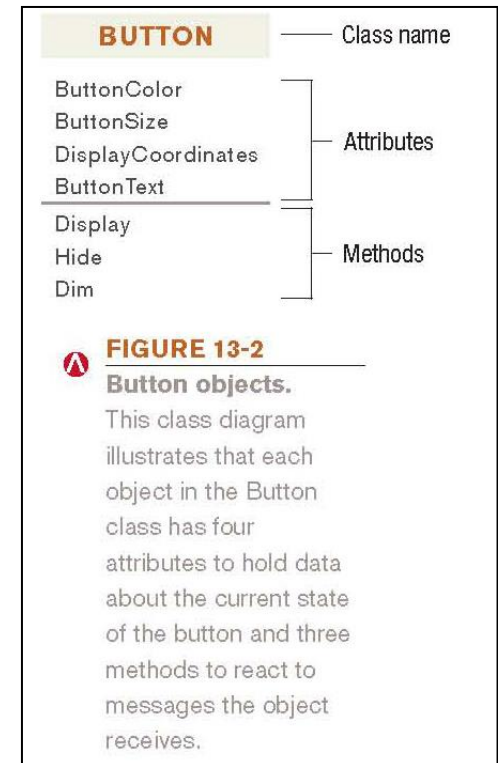 BUTTON Class name
ButtonColor
ButtonSize
DisplayCoordinates
Attributes
ButtonText
Display
Hide
Methods
Dim
FIGURE 13-2
Button objects.
This class diagram
illustrates that each
object in the Button
class has four
attributes to hold data
about the current state
of the button and three
methods to react to
messages the object
receives.